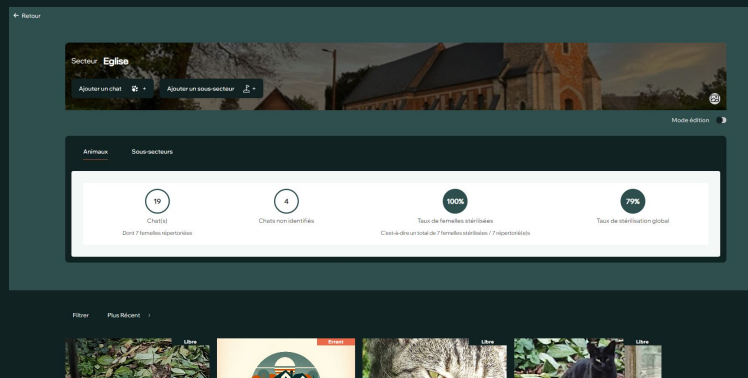 ← Retour
Secteur Eglise
Ajouter un chat +
Ajouter un sous-secteur +
Mode édition
Animaux Sous-secteurs
19
Chat(s)
Dont 7 femelles répertoriées
4
Chats non identifiés
100%
Taux de femelles stérilisées
C'est-à-dire un total de 7 femelles stérilisées / 7 répertorié(e)s
79%
Taux de stérilisation global
Filtrer Plus Récent ›
Libre
Errant
Libre
Libre